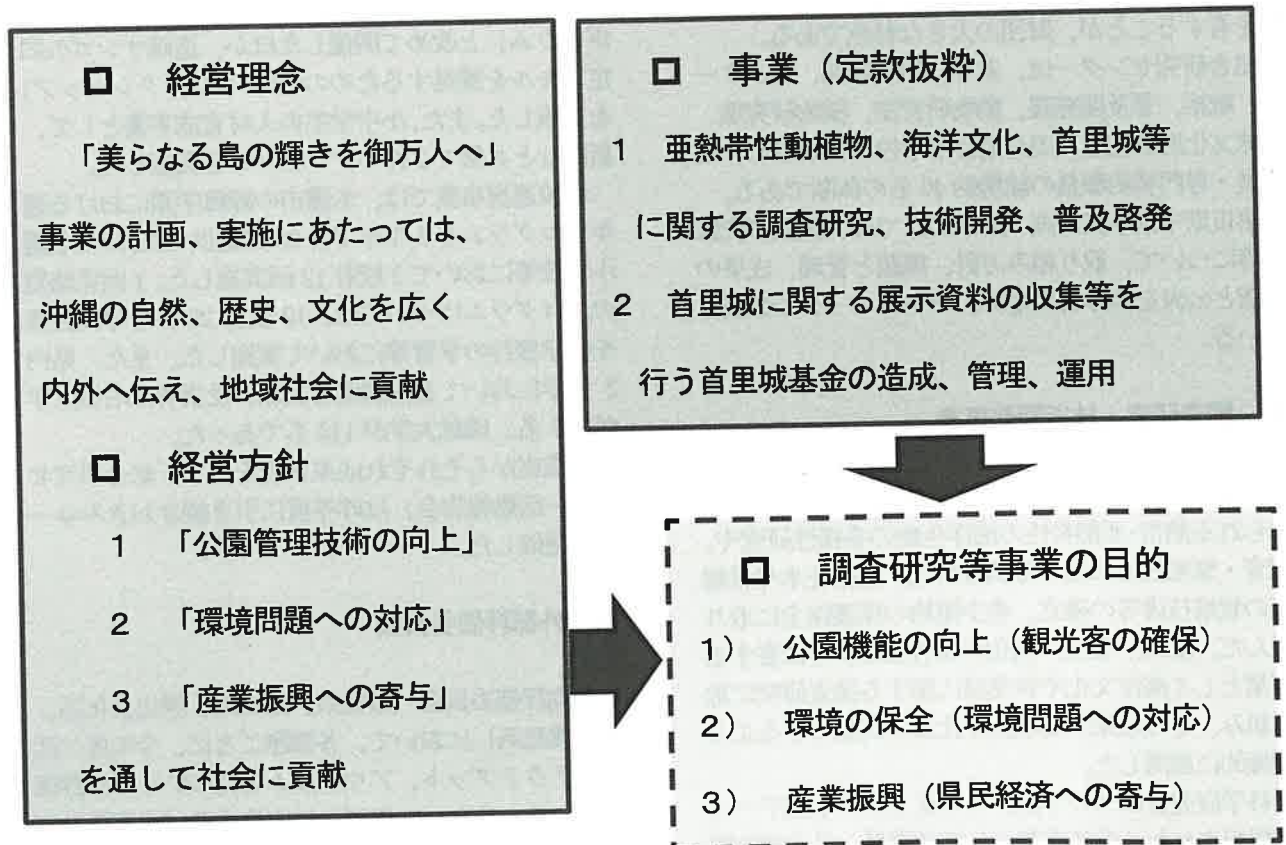 □ 経営理念
「美らなる島の輝きを御万人へ」
事業の計画、実施にあたっては、
沖縄の自然、歴史、文化を広く
内外へ伝え、地域社会に貢献
□ 経営方針
1 「公園管理技術の向上」
2 「環境問題への対応」
3 「産業振興への寄与」
を通して社会に貢献
□ 事業（定款抜粋）
1 亜熱帯性動植物、海洋文化、首里城等
に関する調査研究、技術開発、普及啓発
2 首里城に関する展示資料の収集等を
行う首里城基金の造成、管理、運用
□ 調査研究等事業の目的
1） 公園機能の向上（観光客の確保）
2） 環境の保全（環境問題への対応）
3） 産業振興（県民経済への寄与）